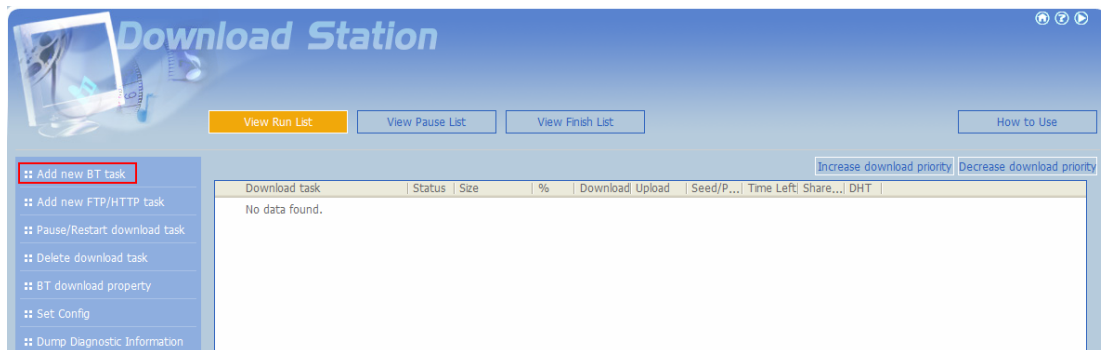 Download Station
View Run List
View Pause List
View Finish List
How to Use
Increase download priority
Decrease download priority
Add new BT task
Add new FTP/HTTP task
Pause/Restart download task
Delete download task
BT download property
Set Config
Dump Diagnostic Information
Download task | Status | Size | % | Download | Upload | Seed/P... | Time Left | Share... | DHT |
No data found.